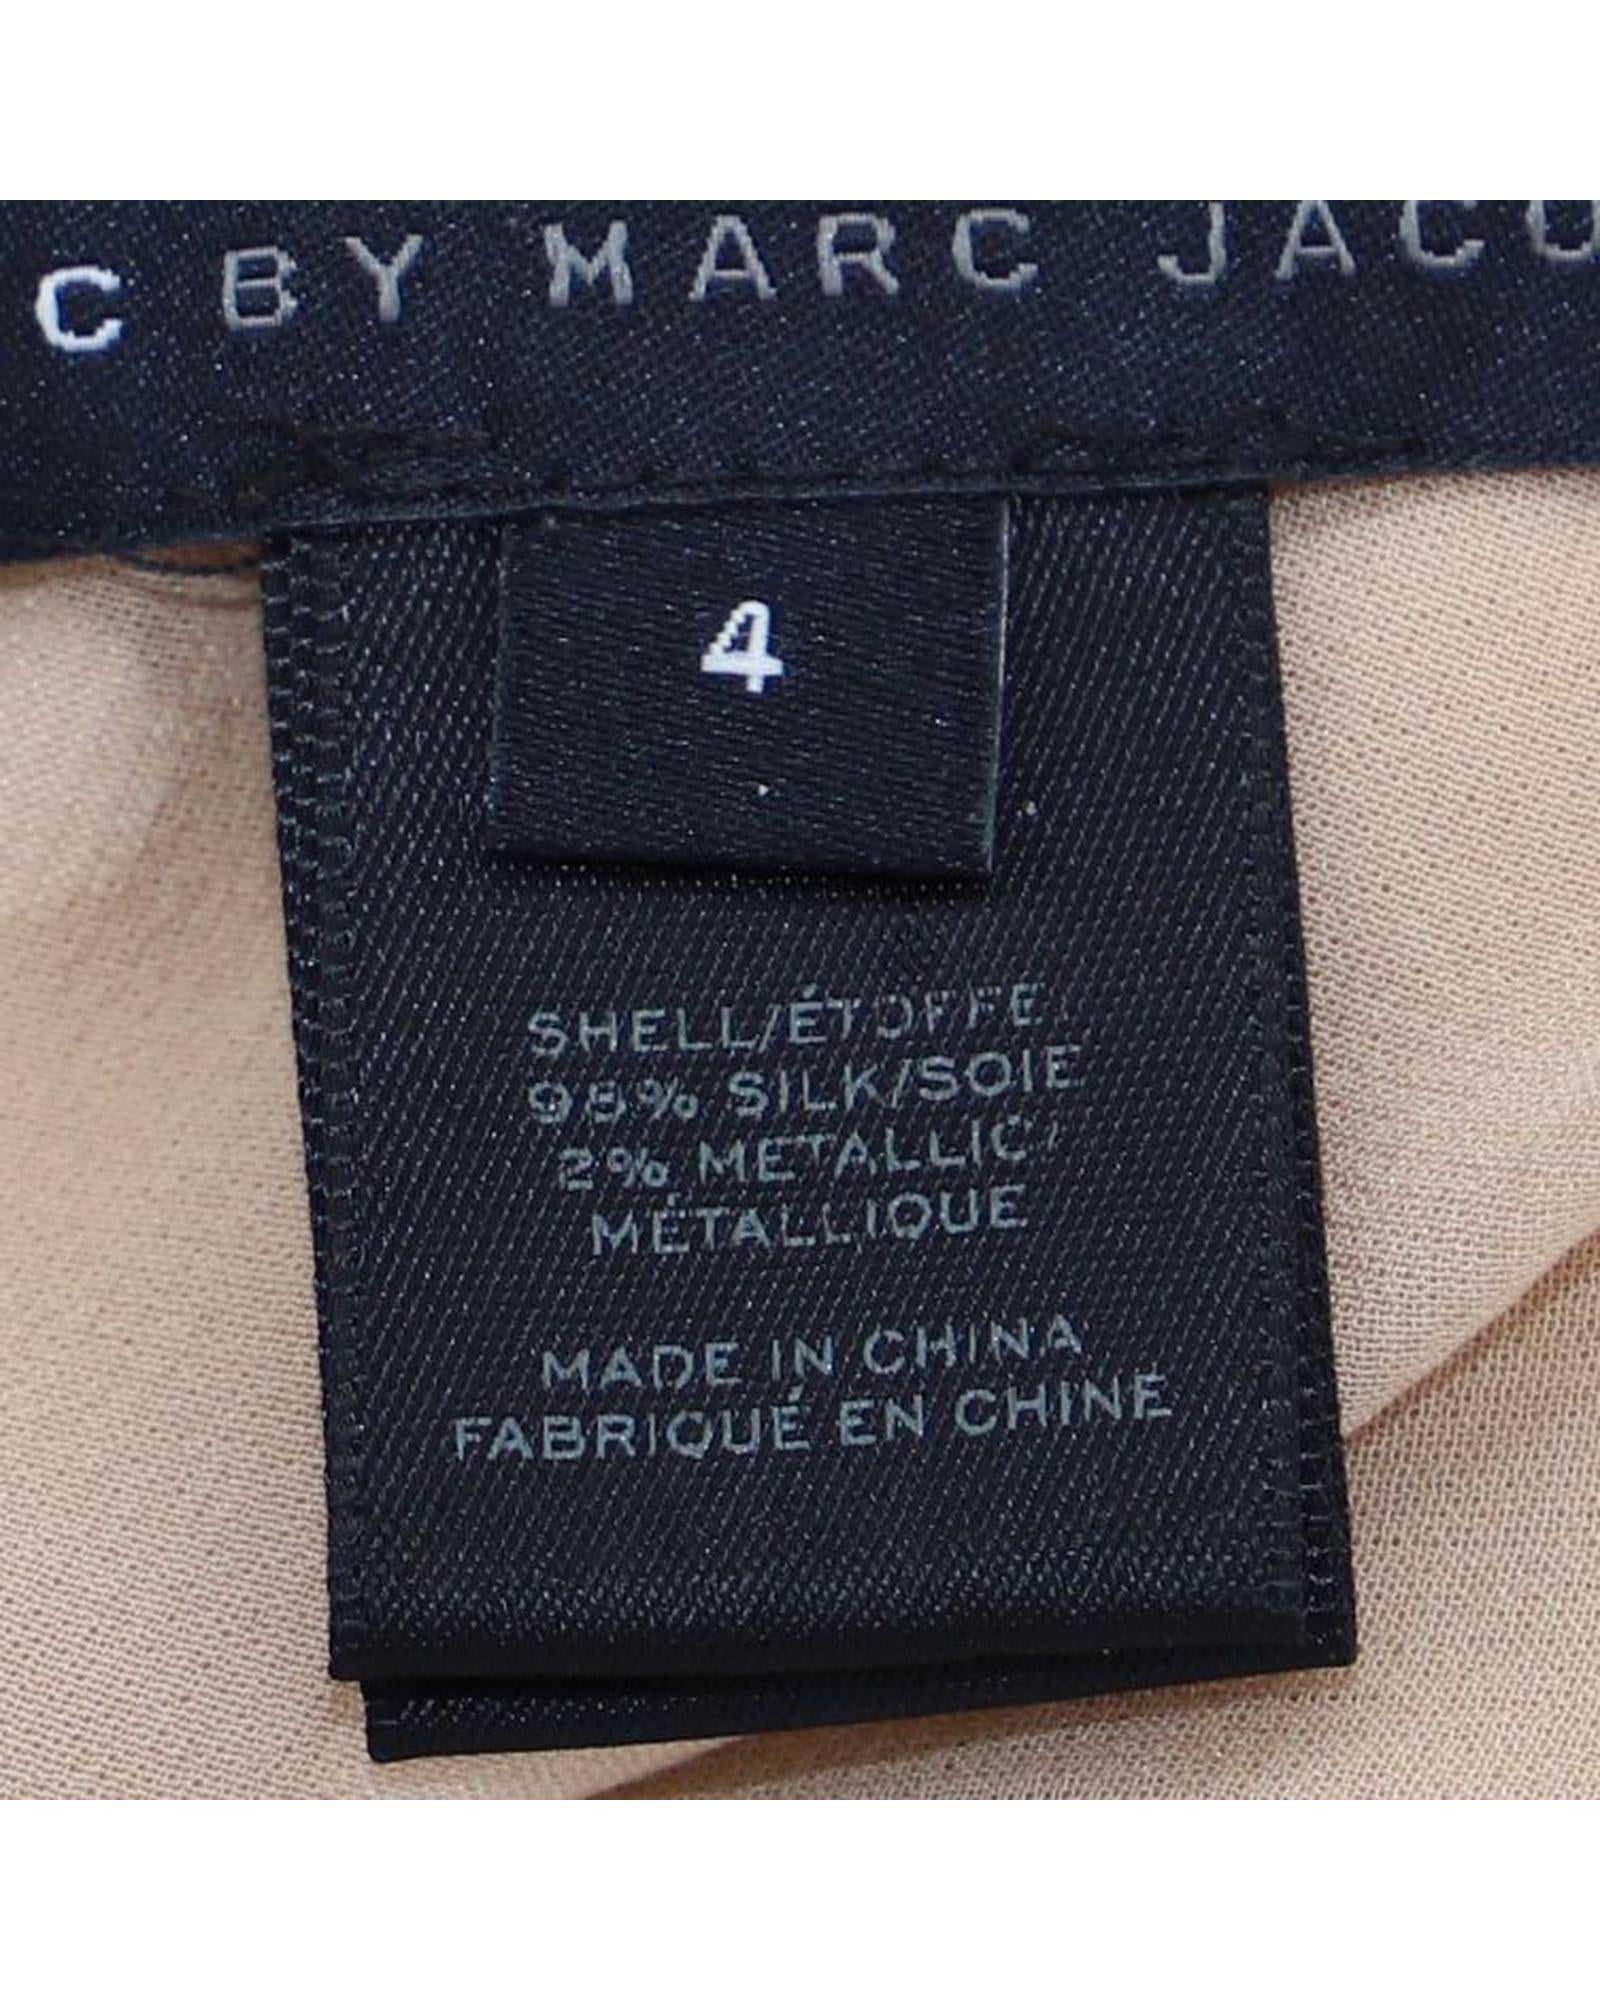 C BY MARC JACO
4
SHELL/ÉTOFFE
98% SILK/SOIE
2% METALLIC/
MÉTALLIQUE
MADE IN CHINA
FABRIQUÉ EN CHINE